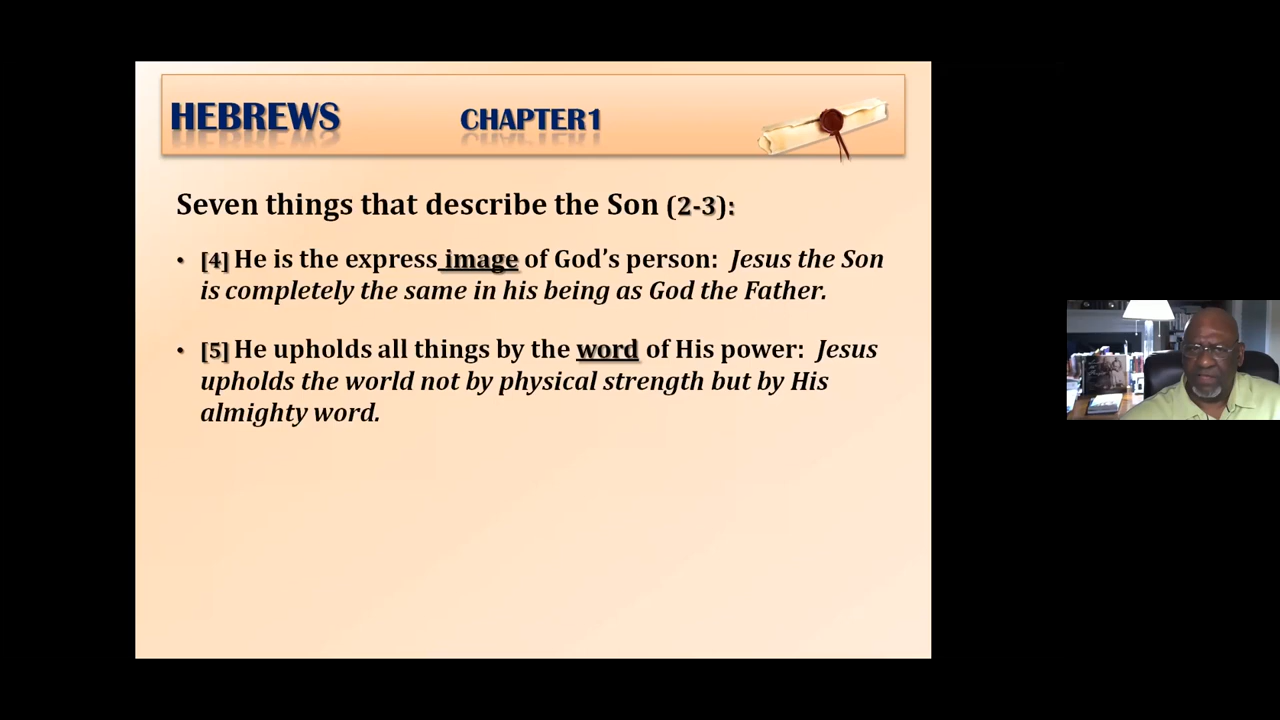 HEBREWS CHAPTER1
Seven things that describe the Son (2-3):
• [4] He is the express image of God’s person: Jesus the Son
is completely the same in his being as God the Father.
• [5] He upholds all things by the word of His power: Jesus
upholds the world not by physical strength but by His
almighty word.